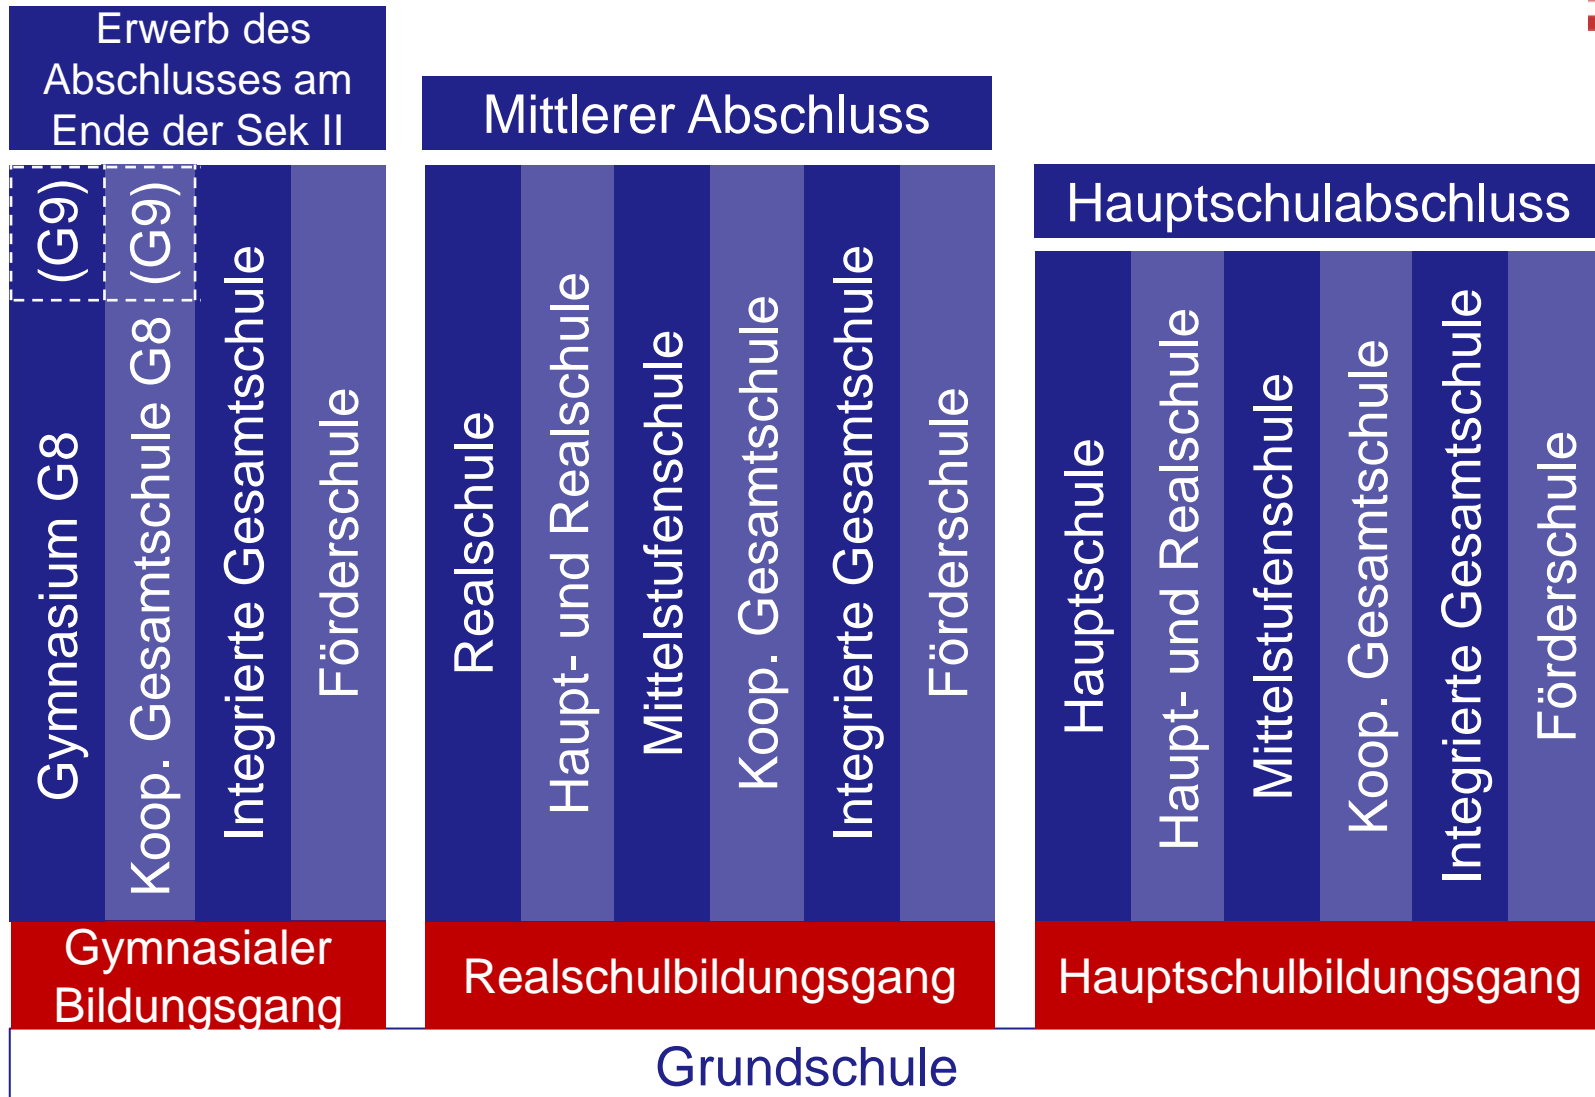 Erwerb des
Abschlusses am
Ende der Sek II
Mittlerer Abschluss
Hauptschulabschluss
(G9)
Gymnasium G8
(G9)
Koop. Gesamtschule G8
Integrierte Gesamtschule
Förderschule
Realschule
Haupt- und Realschule
Mittelstufenschule
Koop. Gesamtschule
Integrierte Gesamtschule
Förderschule
Hauptschule
Haupt- und Realschule
Mittelstufenschule
Koop. Gesamtschule
Integrierte Gesamtschule
Förderschule
Gymnasialer
Bildungsgang
Realschulbildungsgang
Hauptschulbildungsgang
Grundschule